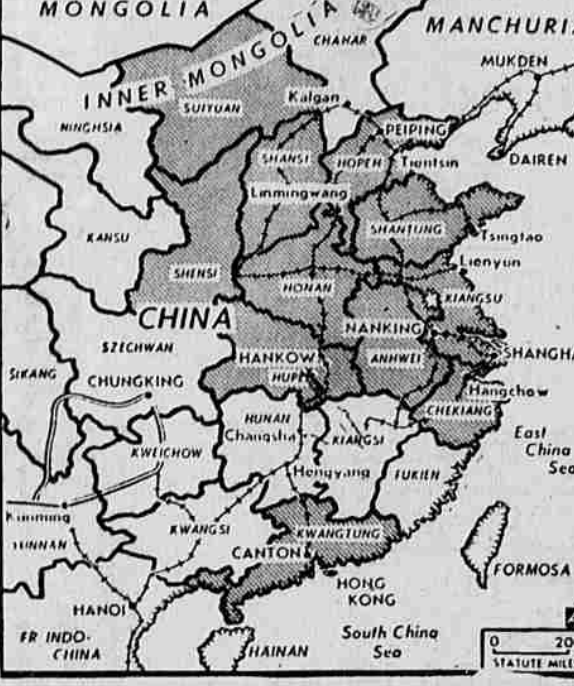 MONGOLIA
MANCHURI
CHAHAR
INNER MONGOLIA
MUKDEN
SUIYUAN
Kalgan
NINGHSIA
PEIPING
SHANSI
HOPEH
Tientsin
DAIREN
Linmingwang
KANSU
SHANTUNG
Tsingtao
SHENSI
HONAN
Lienyun
KIANGSU
CHINA
NANKING
SZECHWAN
HANKOW
ANHWEI
SHANGHA
SIKANG
CHUNGKING
HUPEH
Hangchow
CHEKIANG
HUNAN
Changsha
KIANGSI
East
China
Sea
KWEICHOW
Hengyang
FUKIEN
Kunming
KWANGSI
KWANGTUNG
YUNNAN
CANTON
FORMOSA
HONG
KONG
HANOI
FR INDO-
CHINA
HAINAN
South China
Sea
0 20
STATUTE MILE